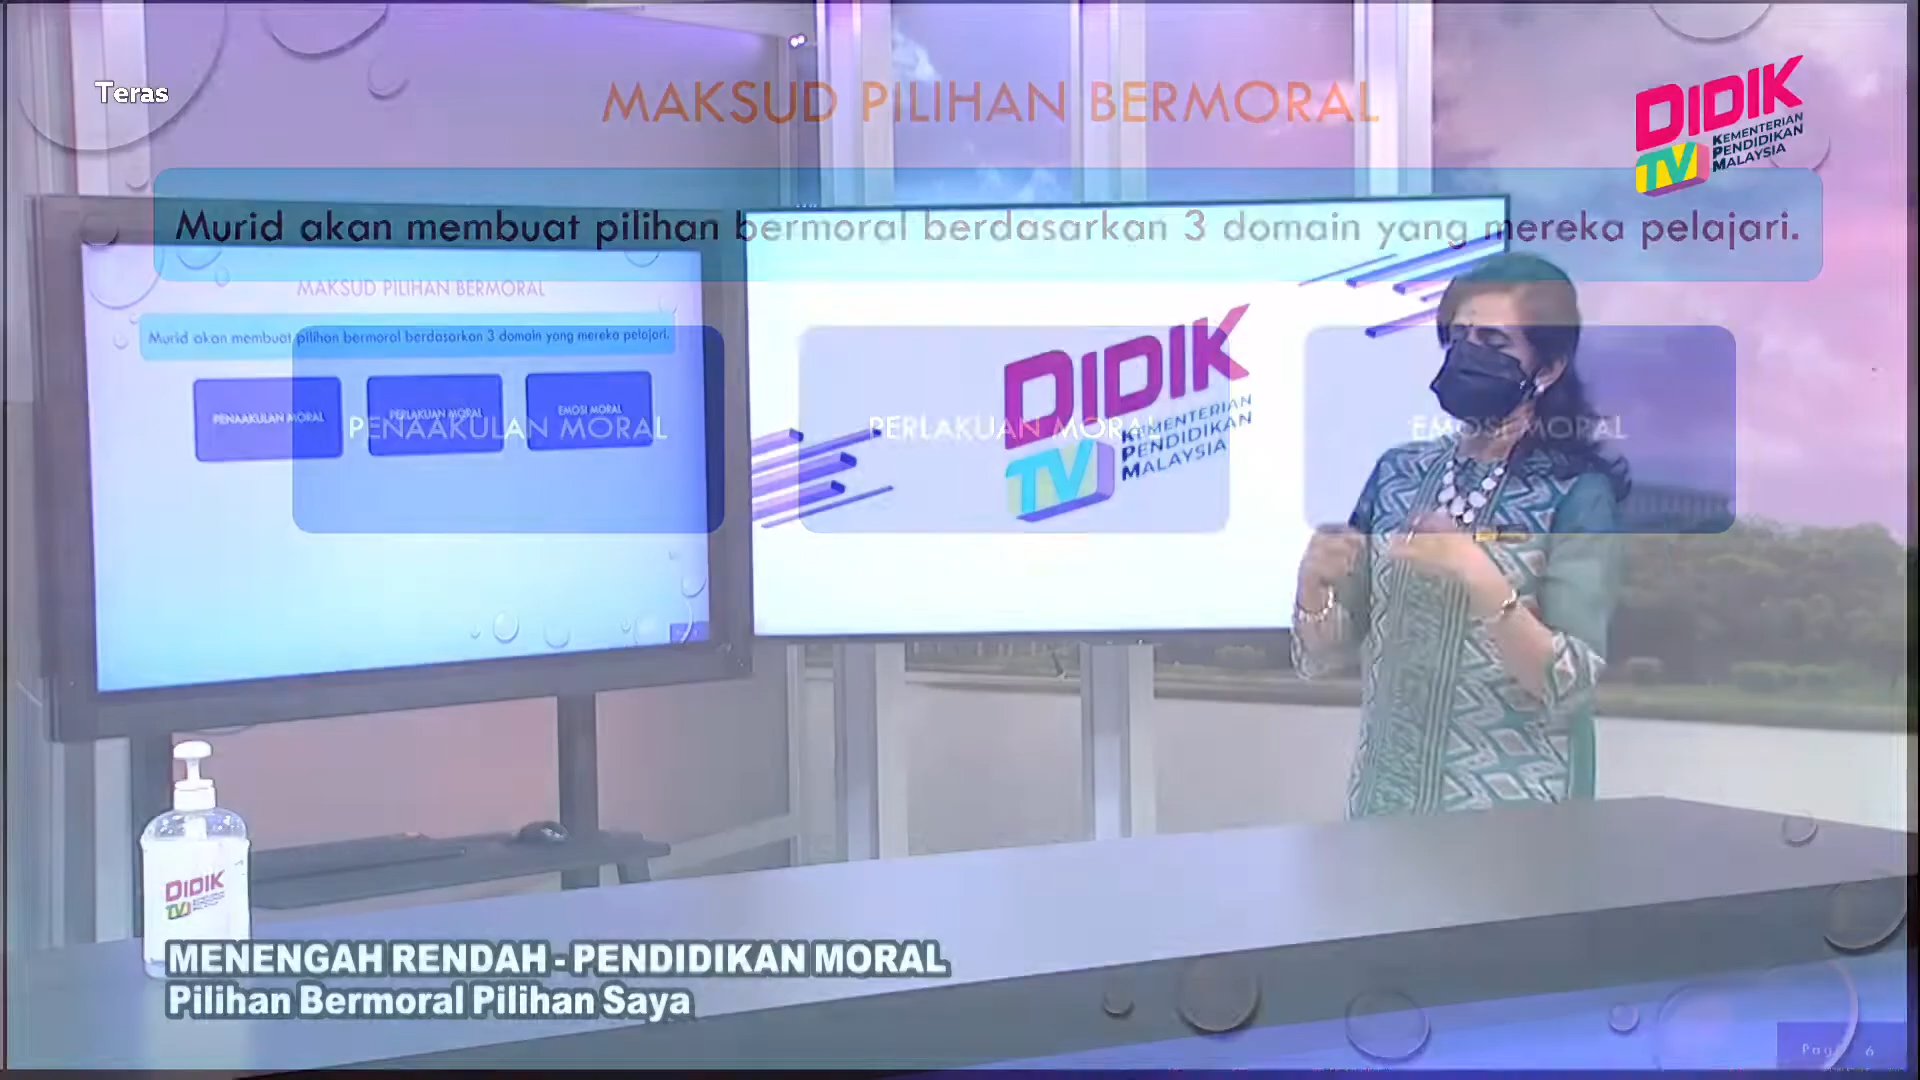 Teras
MAKSUD PILIHAN BERMORAL
DIDIK
TV
KEMENTERIAN
PENDIDIKAN
MALAYSIA
Murid akan membuat pilihan bermoral berdasarkan 3 domain yang mereka pelajari.
MAKSUD PILIHAN BERMORAL
Murid akan membuat pilihan bermoral berdasarkan 3 domain yang mereka pelajari.
PENAAKULAN MORAL
PERLAKUAN MORAL
EMOSI MORAL
DIDIK
TV
KEMENTERIAN
PENDIDIKAN
MALAYSIA
PENAAKULAN MORAL
PERLAKUAN MORAL
EMOSI MORAL
DIDIK
TV
MENENGAH RENDAH - PENDIDIKAN MORAL
Pilihan Bermoral Pilihan Saya
Page 6